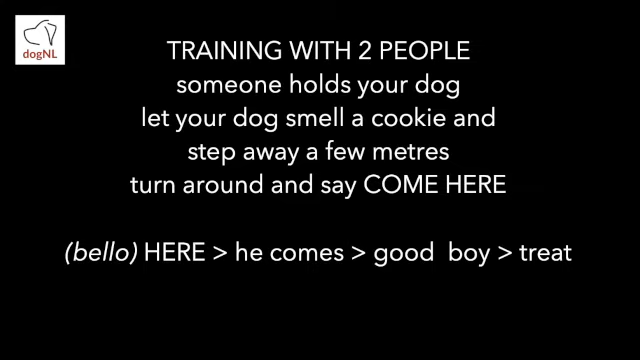 dogNL
TRAINING WITH 2 PEOPLE
someone holds your dog
let your dog smell a cookie and
step away a few metres
turn around and say COME HERE
(bello) HERE > he comes > good boy > treat